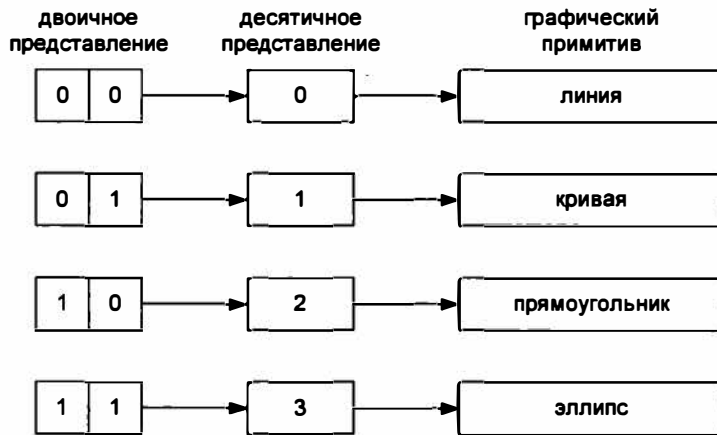 двоичное представление
десятичное представление
графический примитив
0 0 0 линия
0 1 1 кривая
1 0 2 прямоугольник
1 1 3 эллипс